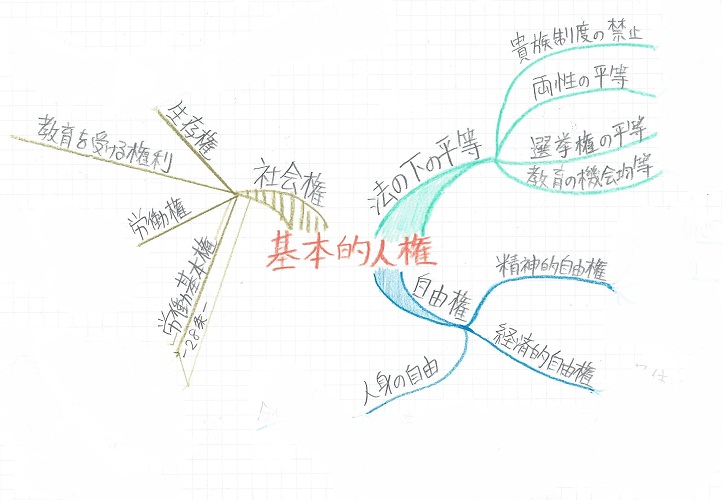 基本的人権
法の下の平等
貴族制度の禁止
両性の平等
選挙権の平等
教育の機会均等
自由権
精神的自由権
経済的自由権
人身の自由
社会権
生存権
教育を受ける権利
労働権
労働基本権
-28条-